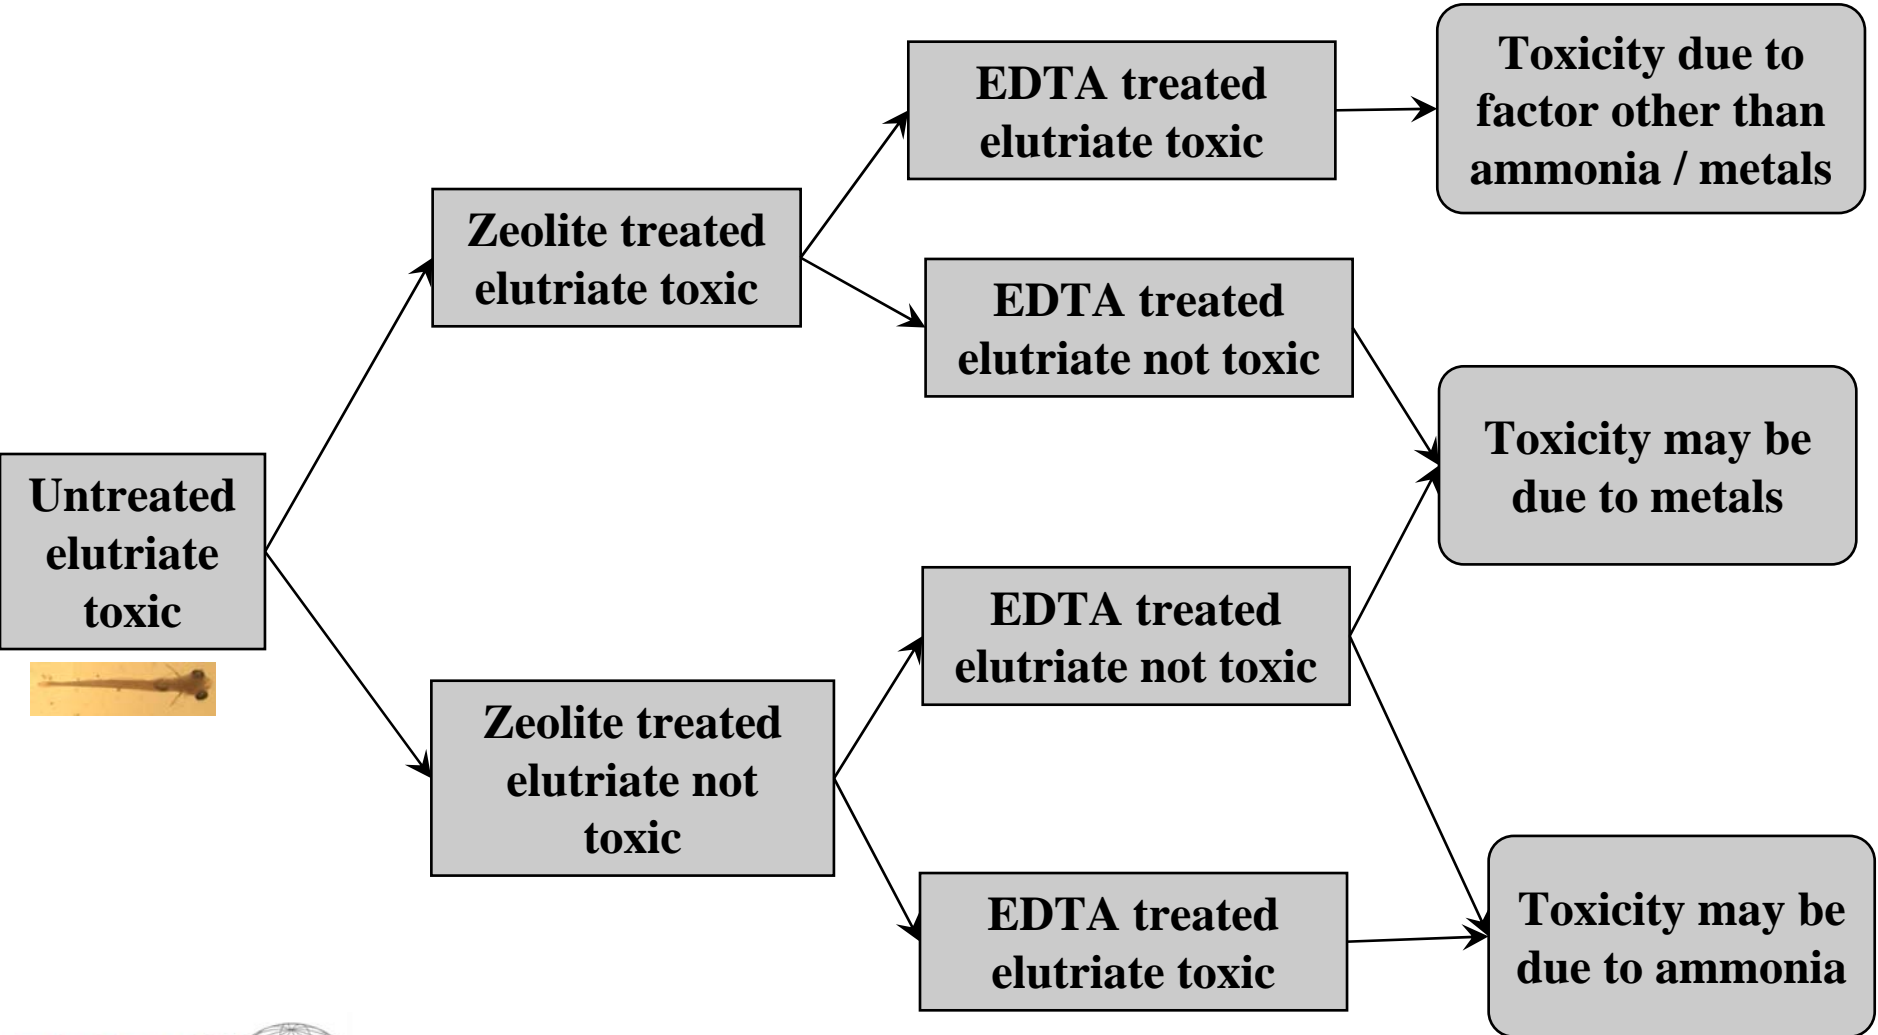 Untreated
elutriate
toxic
Zeolite treated
elutriate toxic
Zeolite treated
elutriate not
toxic
EDTA treated
elutriate toxic
EDTA treated
elutriate not toxic
EDTA treated
elutriate not toxic
EDTA treated
elutriate toxic
Toxicity due to
factor other than
ammonia / metals
Toxicity may be
due to metals
Toxicity may be
due to ammonia